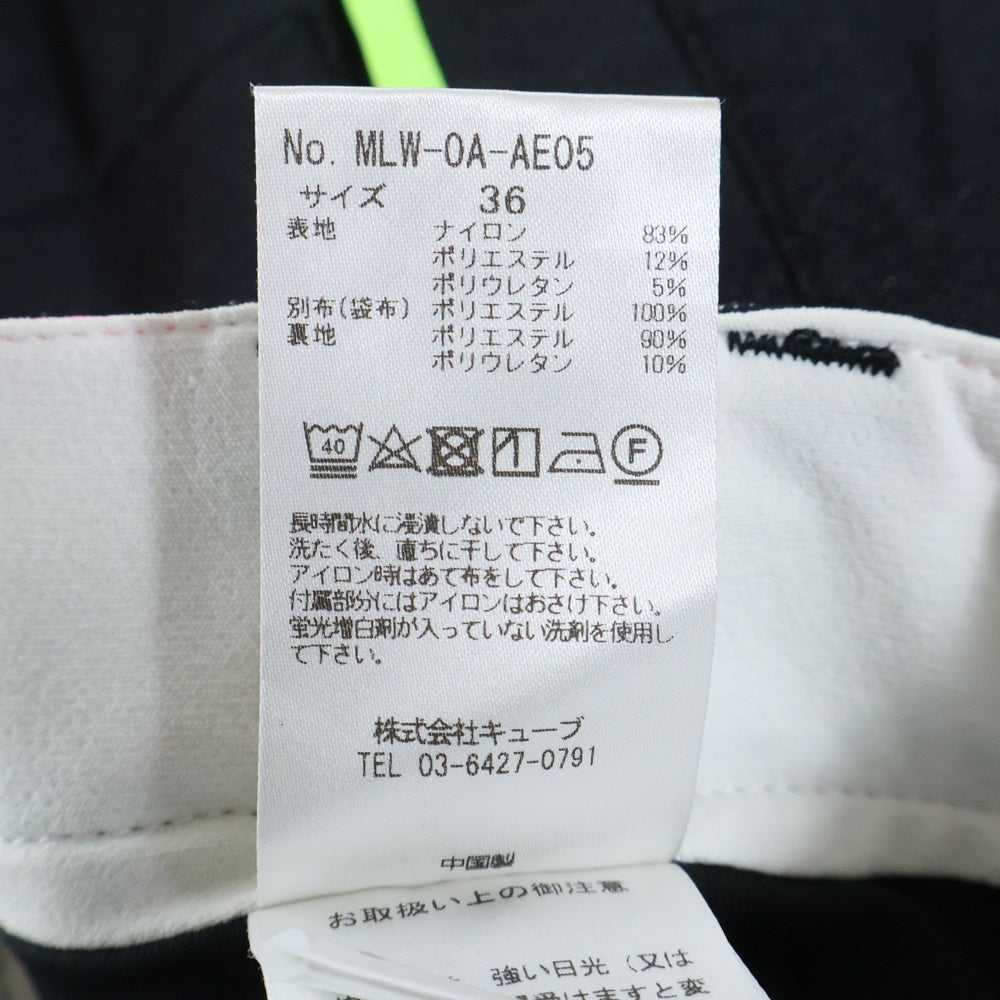 No. MLW-OA-AE05
サイズ 36
表地 ナイロン 83%
ポリエステル 12%
ポリウレタン 5%
別布(袋布) ポリエステル 100%
裏地 ポリエステル 90%
ポリウレタン 10%
40 F
長時間水に浸漬しないで下さい。
洗たく後、直ちに干して下さい。
アイロン時はあて布をして下さい。
付属部分にはアイロンはおさけ下さい。
蛍光増白剤が入っていない洗剤を使用し
て下さい。
株式会社キューブ
TEL 03-6427-0791
中国製
お取扱い上の御注意
強い日光(又は
けますと変